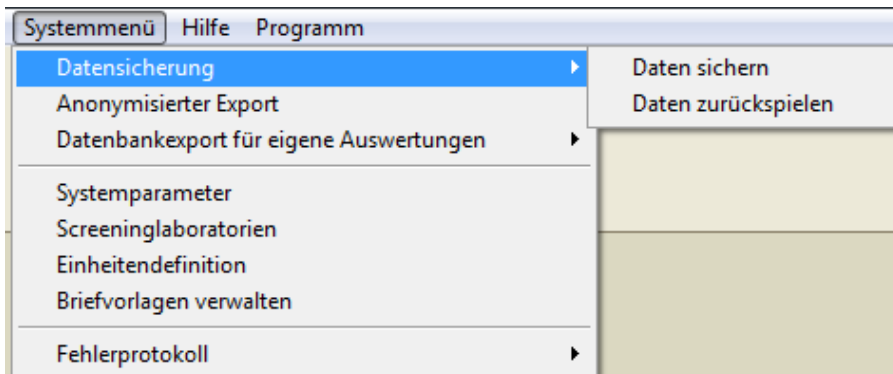 Systemmenü Hilfe Programm
Datensicherung
Daten sichern
Anonymisierter Export
Daten zurückspielen
Datenbankexport für eigene Auswertungen
Systemparameter
Screeninglaboratorien
Einheitendefinition
Briefvorlagen verwalten
Fehlerprotokoll